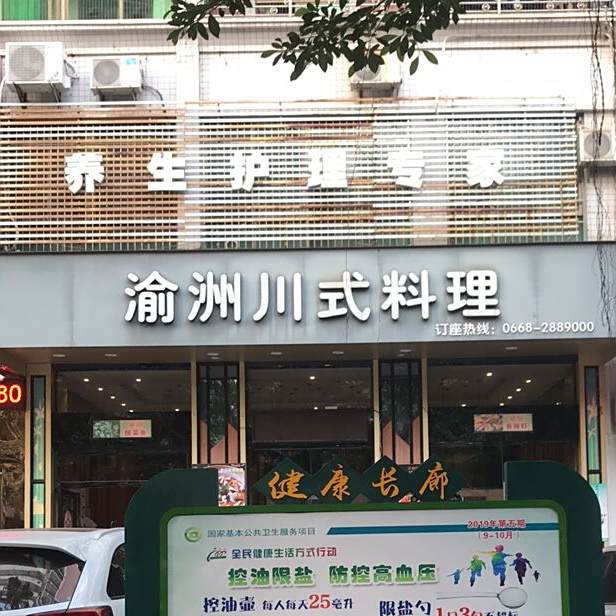 养生护理专家
渝洲川式料理
订座热线：0668-2889000
30
健康长廊
国家基本公共卫生服务项目
2019年第五期
（9-10月）
全民健康生活方式行动
控油限盐 防控高血压
控油壶 每人每天25毫升
限盐勺